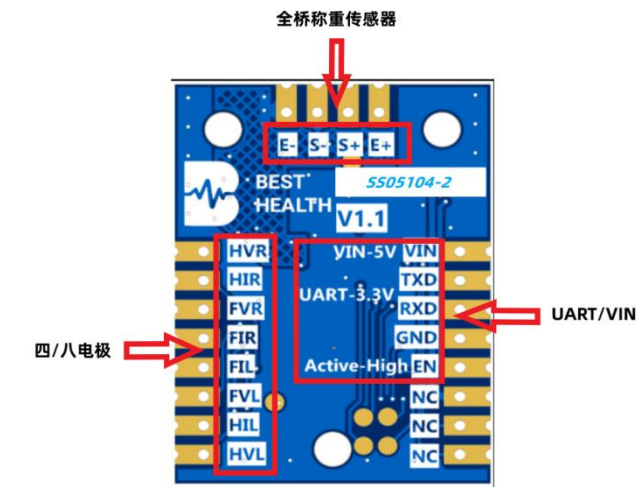 全桥称重传感器
E- S- S+ E+
BEST
HEALTH
SS05104-2
V1.1
HVR
HIR
FVR
FIR
FIL
FVL
HIL
HVL
VIN-5V VIN
TXD
UART-3.3V
RXD
GND
Active-High EN
NC
NC
NC
四/八电极
UART/VIN